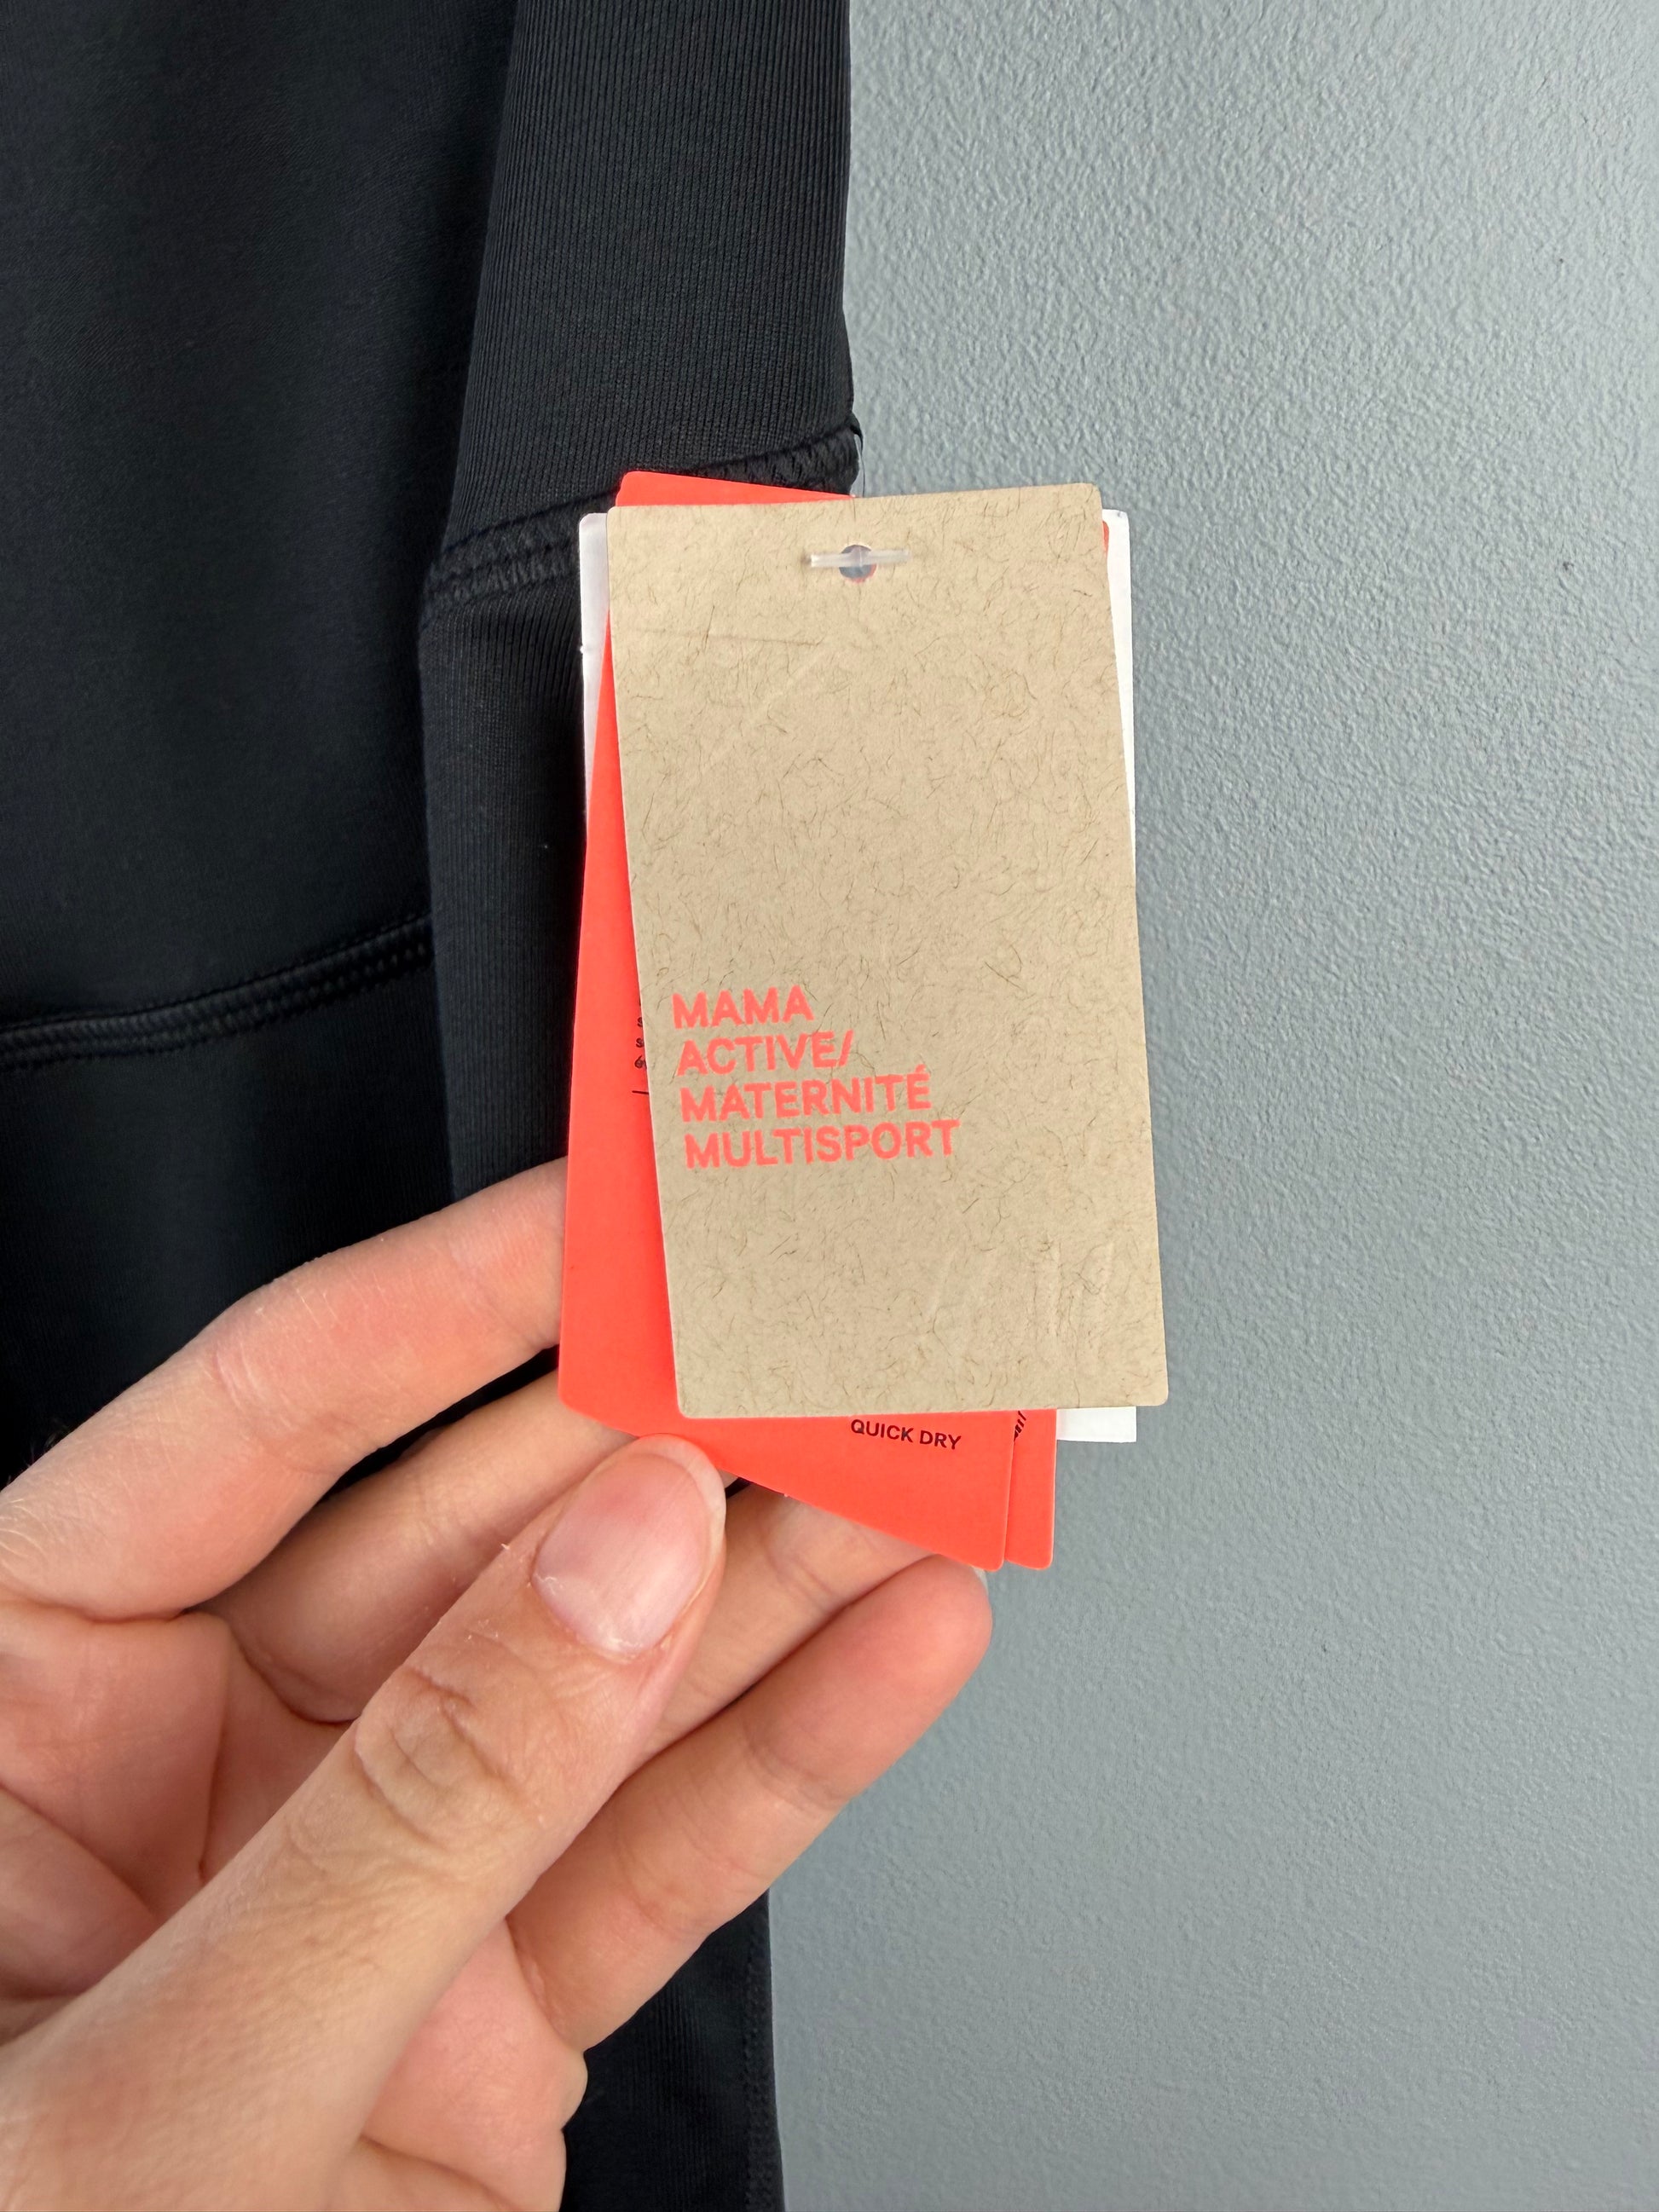 MAMA
ACTIVE/
MATERNITÉ
MULTISPORT
QUICK DRY